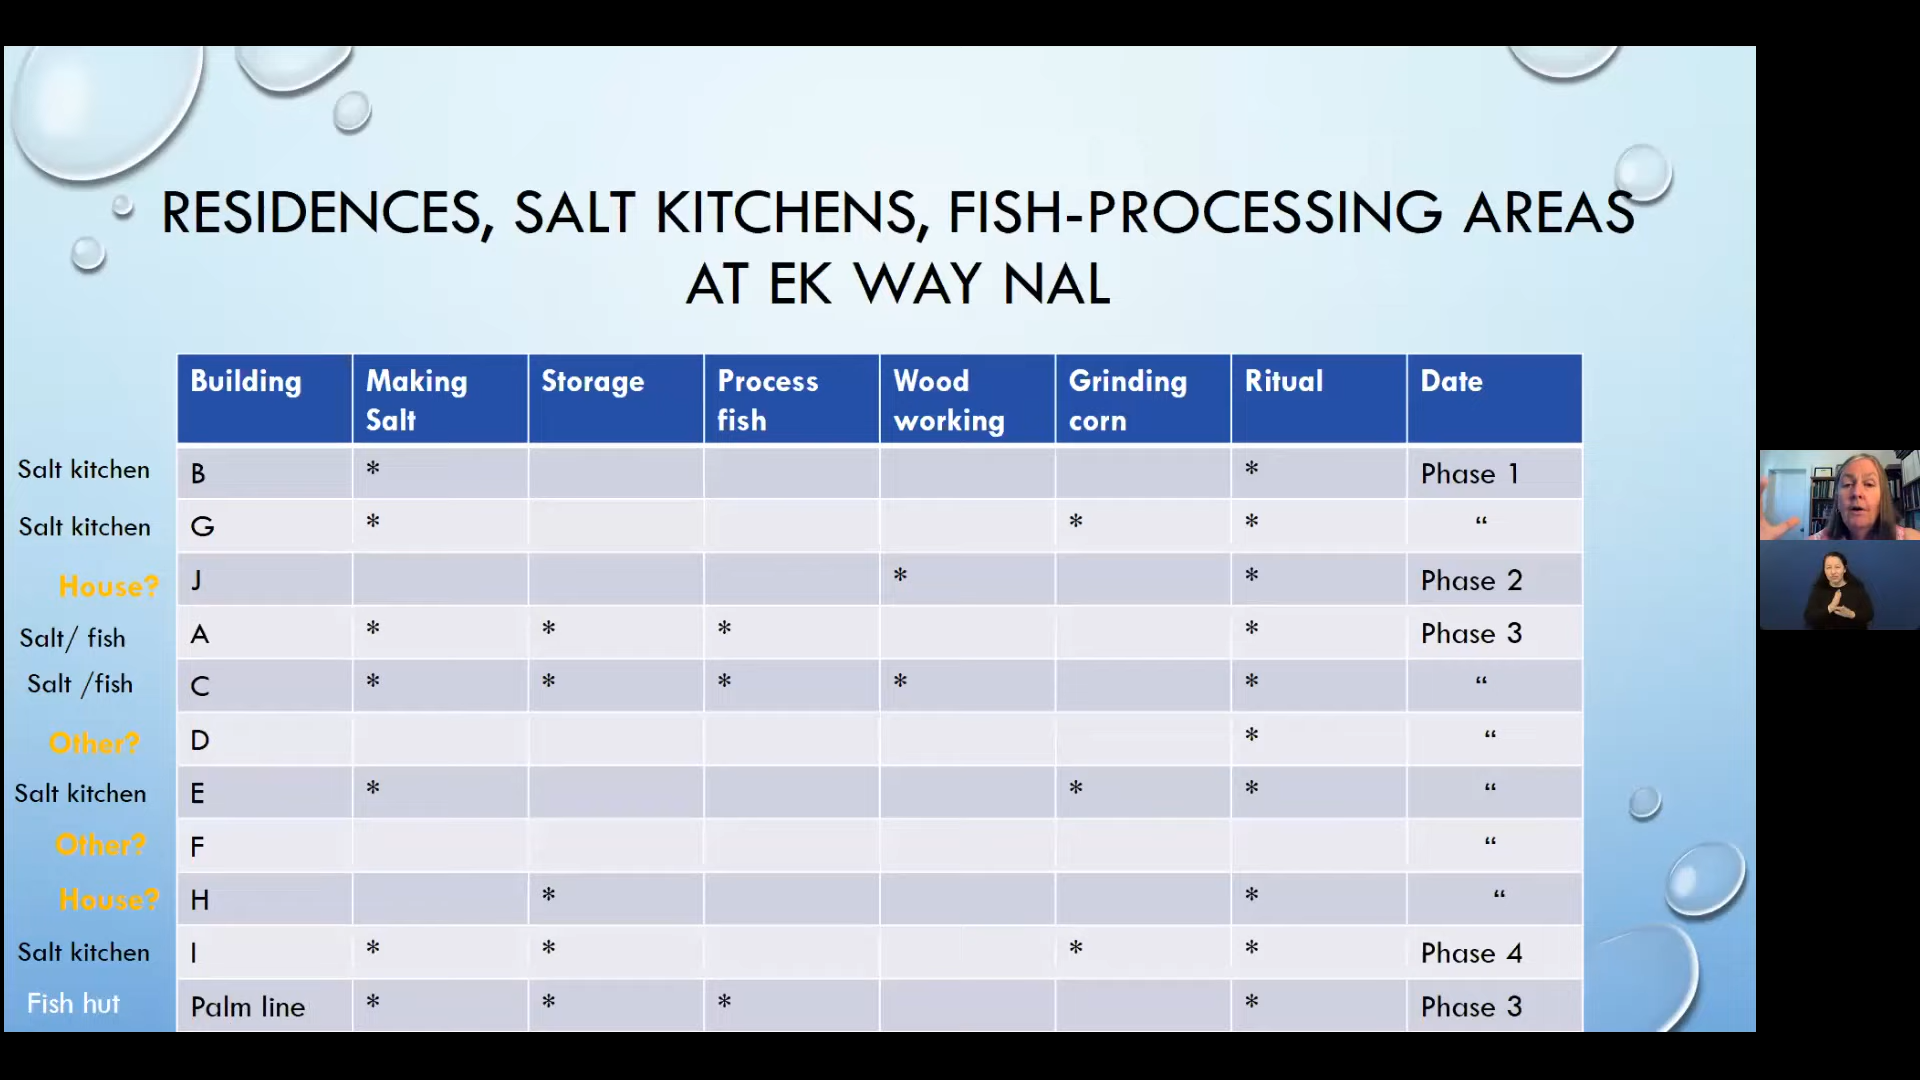 RESIDENCES, SALT KITCHENS, FISH-PROCESSING AREAS
AT EK WAY NAL
Building Making Salt Storage Process fish Wood working Grinding corn Ritual Date
Salt kitchen B * * Phase 1
Salt kitchen G * * * “
House? J * * Phase 2
Salt/ fish A * * * * Phase 3
Salt /fish C * * * * * “
Other? D * “
Salt kitchen E * * * “
Other? F “
House? H * * “
Salt kitchen I * * * * Phase 4
Fish hut Palm line * * * * Phase 3